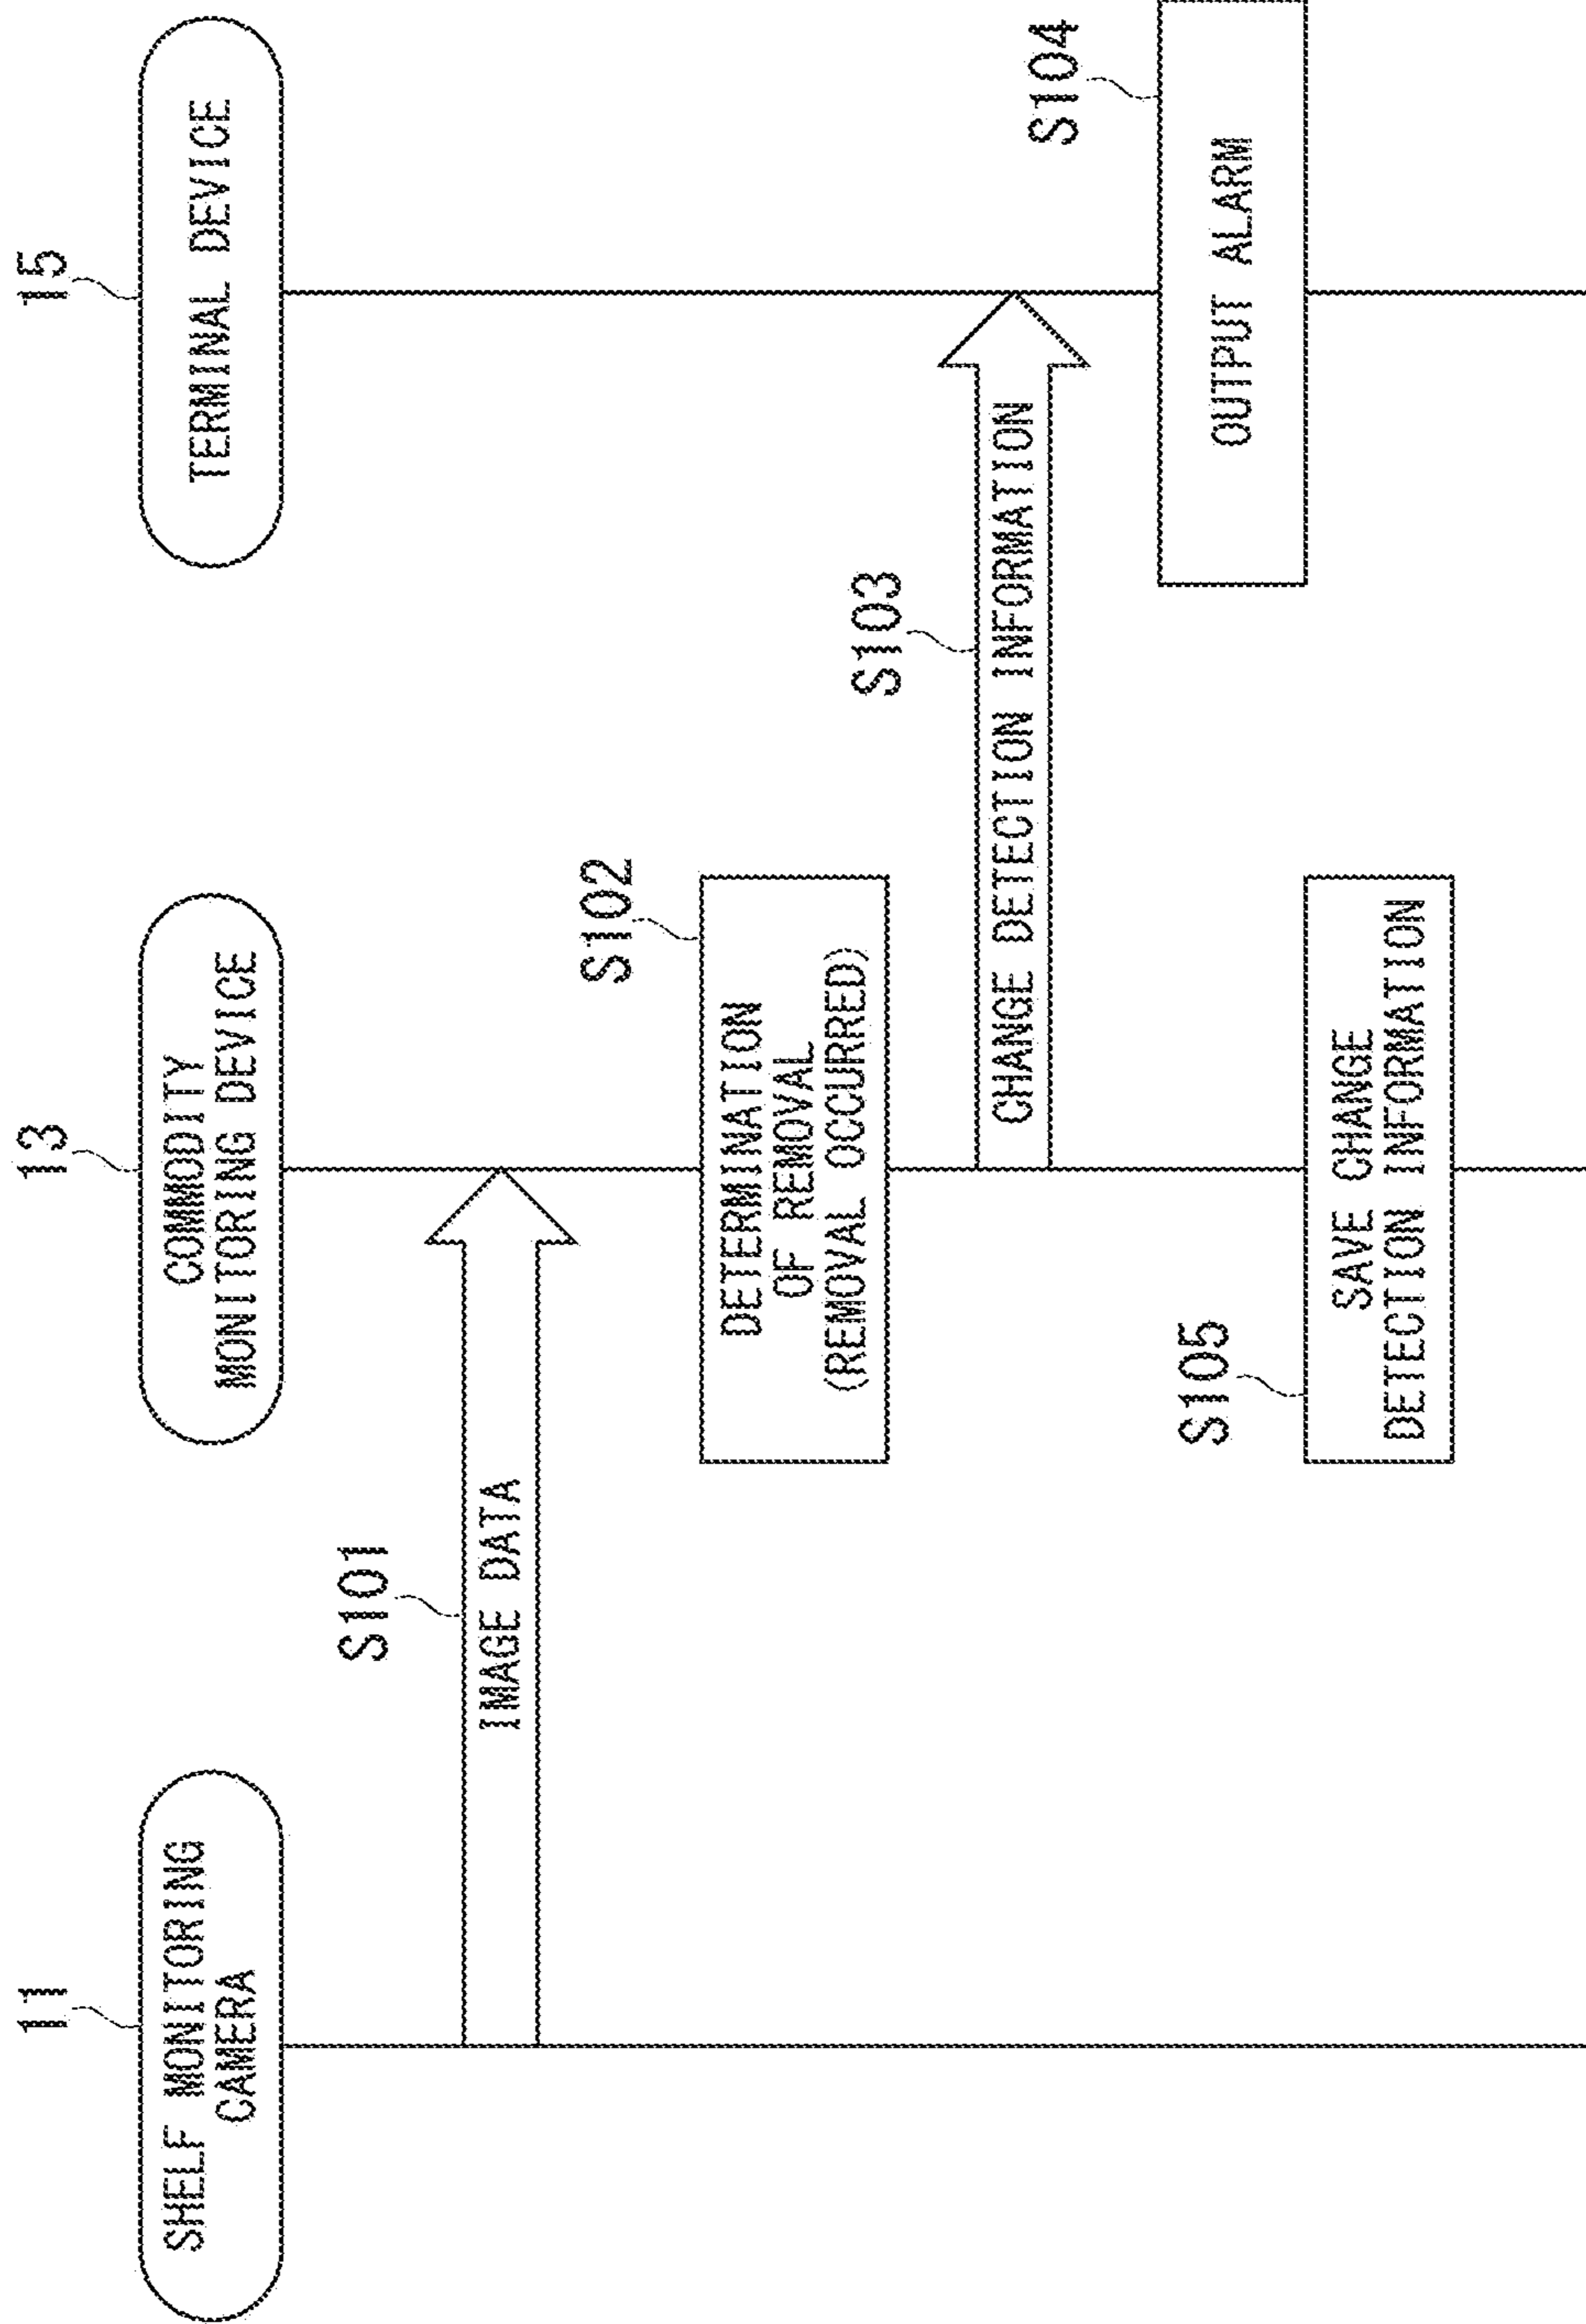 11
SHELF MONITORING
CAMERA
13
COMMODITY
MONITORING DEVICE
15
TERMINAL DEVICE
S101
IMAGE DATA
S102
DETERMINATION
OF REMOVAL
(REMOVAL OCCURRED)
S103
CHANGE DETECTION INFORMATION
S104
OUTPUT ALARM
S105
SAVE CHANGE
DETECTION INFORMATION